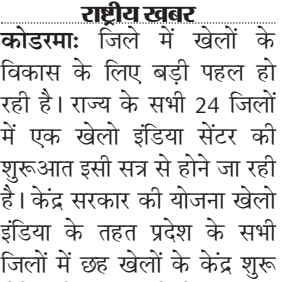 राष्ट्रीय खबर
कोडरमाः जिले में खेलों के
विकास के लिए बड़ी पहल हो
रही है। राज्य के सभी 24 जिलों
में एक खेलो इंडिया सेंटर की
शुरूआत इसी सत्र से होने जा रही
है। केंद्र सरकार की योजना खेलो
इंडिया के तहत प्रदेश के सभी
जिलों में छह खेलों के केंद्र शुरू